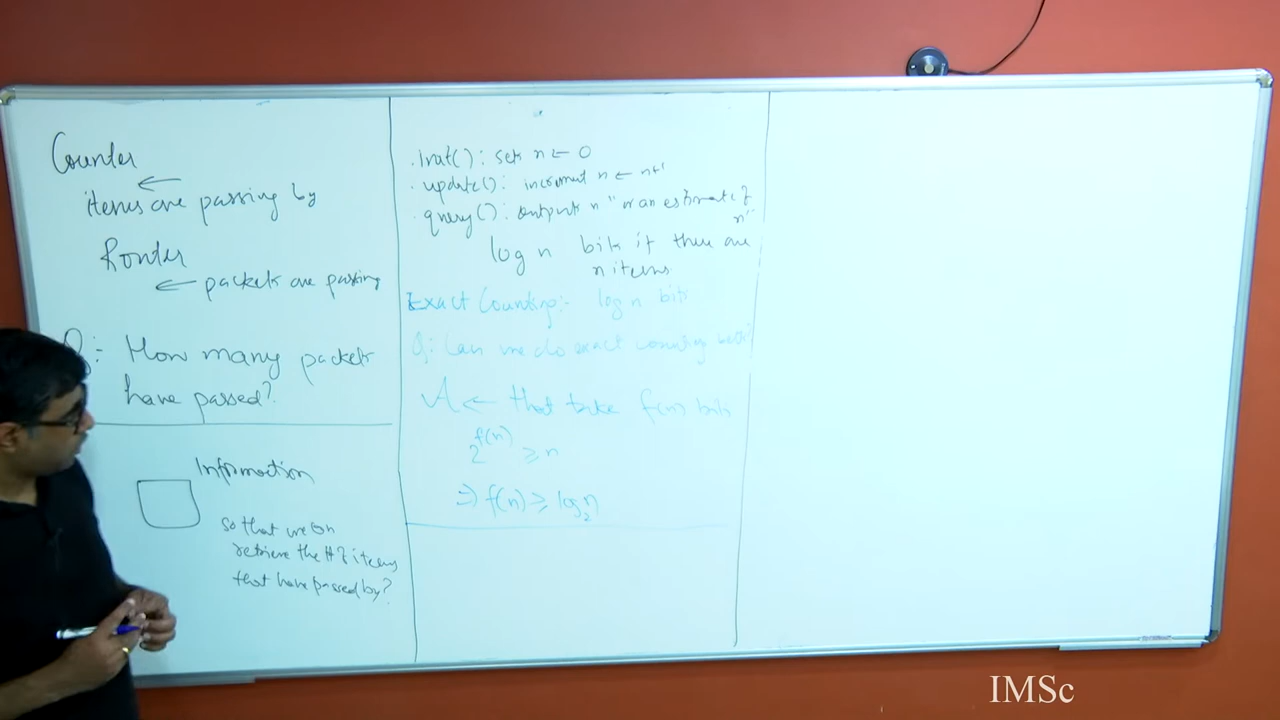 Counter
items are passing by
Router
← packets are passing
Q:- How many packets
have passed?
Information
so that we can
retrieve the # of items
that have passed by?
. Init(): sets n ← 0
. update(): increment n ← n+1
. query(): outputs n "or an estimate of
n"
log n bits if there are
n items.
Exact Counting:- log n bits
Q: Can we do exact counting better?
A ← that take f(n) bits
2^f(n) ≥ n
⇒ f(n) ≥ log₂ n
IMSc